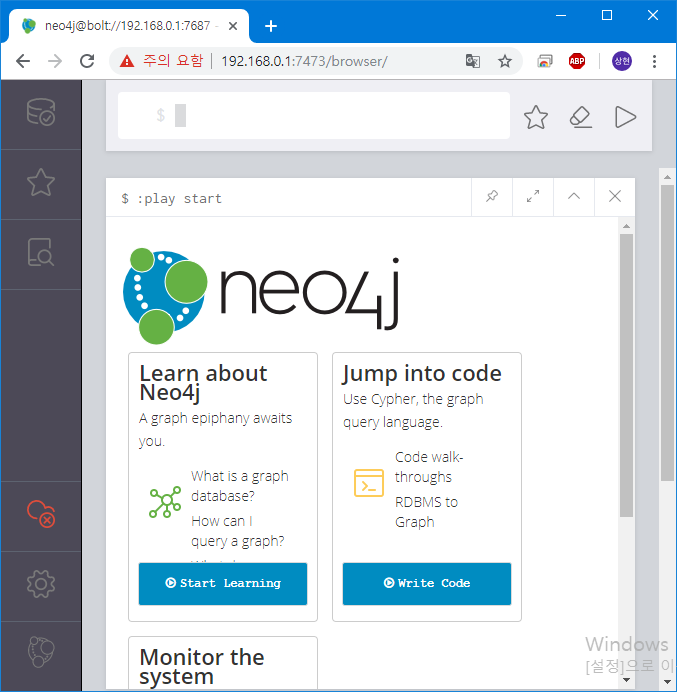 neo4j@bolt://192.168.0.1:7687 -
주의 요함
192.168.0.1:7473/browser/
ABP
상현
$
$ :play start
neo4j
Learn about
Neo4j
A graph epiphany awaits
you.
What is a graph
database?
How can I
query a graph?
Start Learning
Jump into code
Use Cypher, the graph
query language.
Code walk-
throughs
RDBMS to
Graph
Write Code
Monitor the
system
Windows
[설정]으로 이